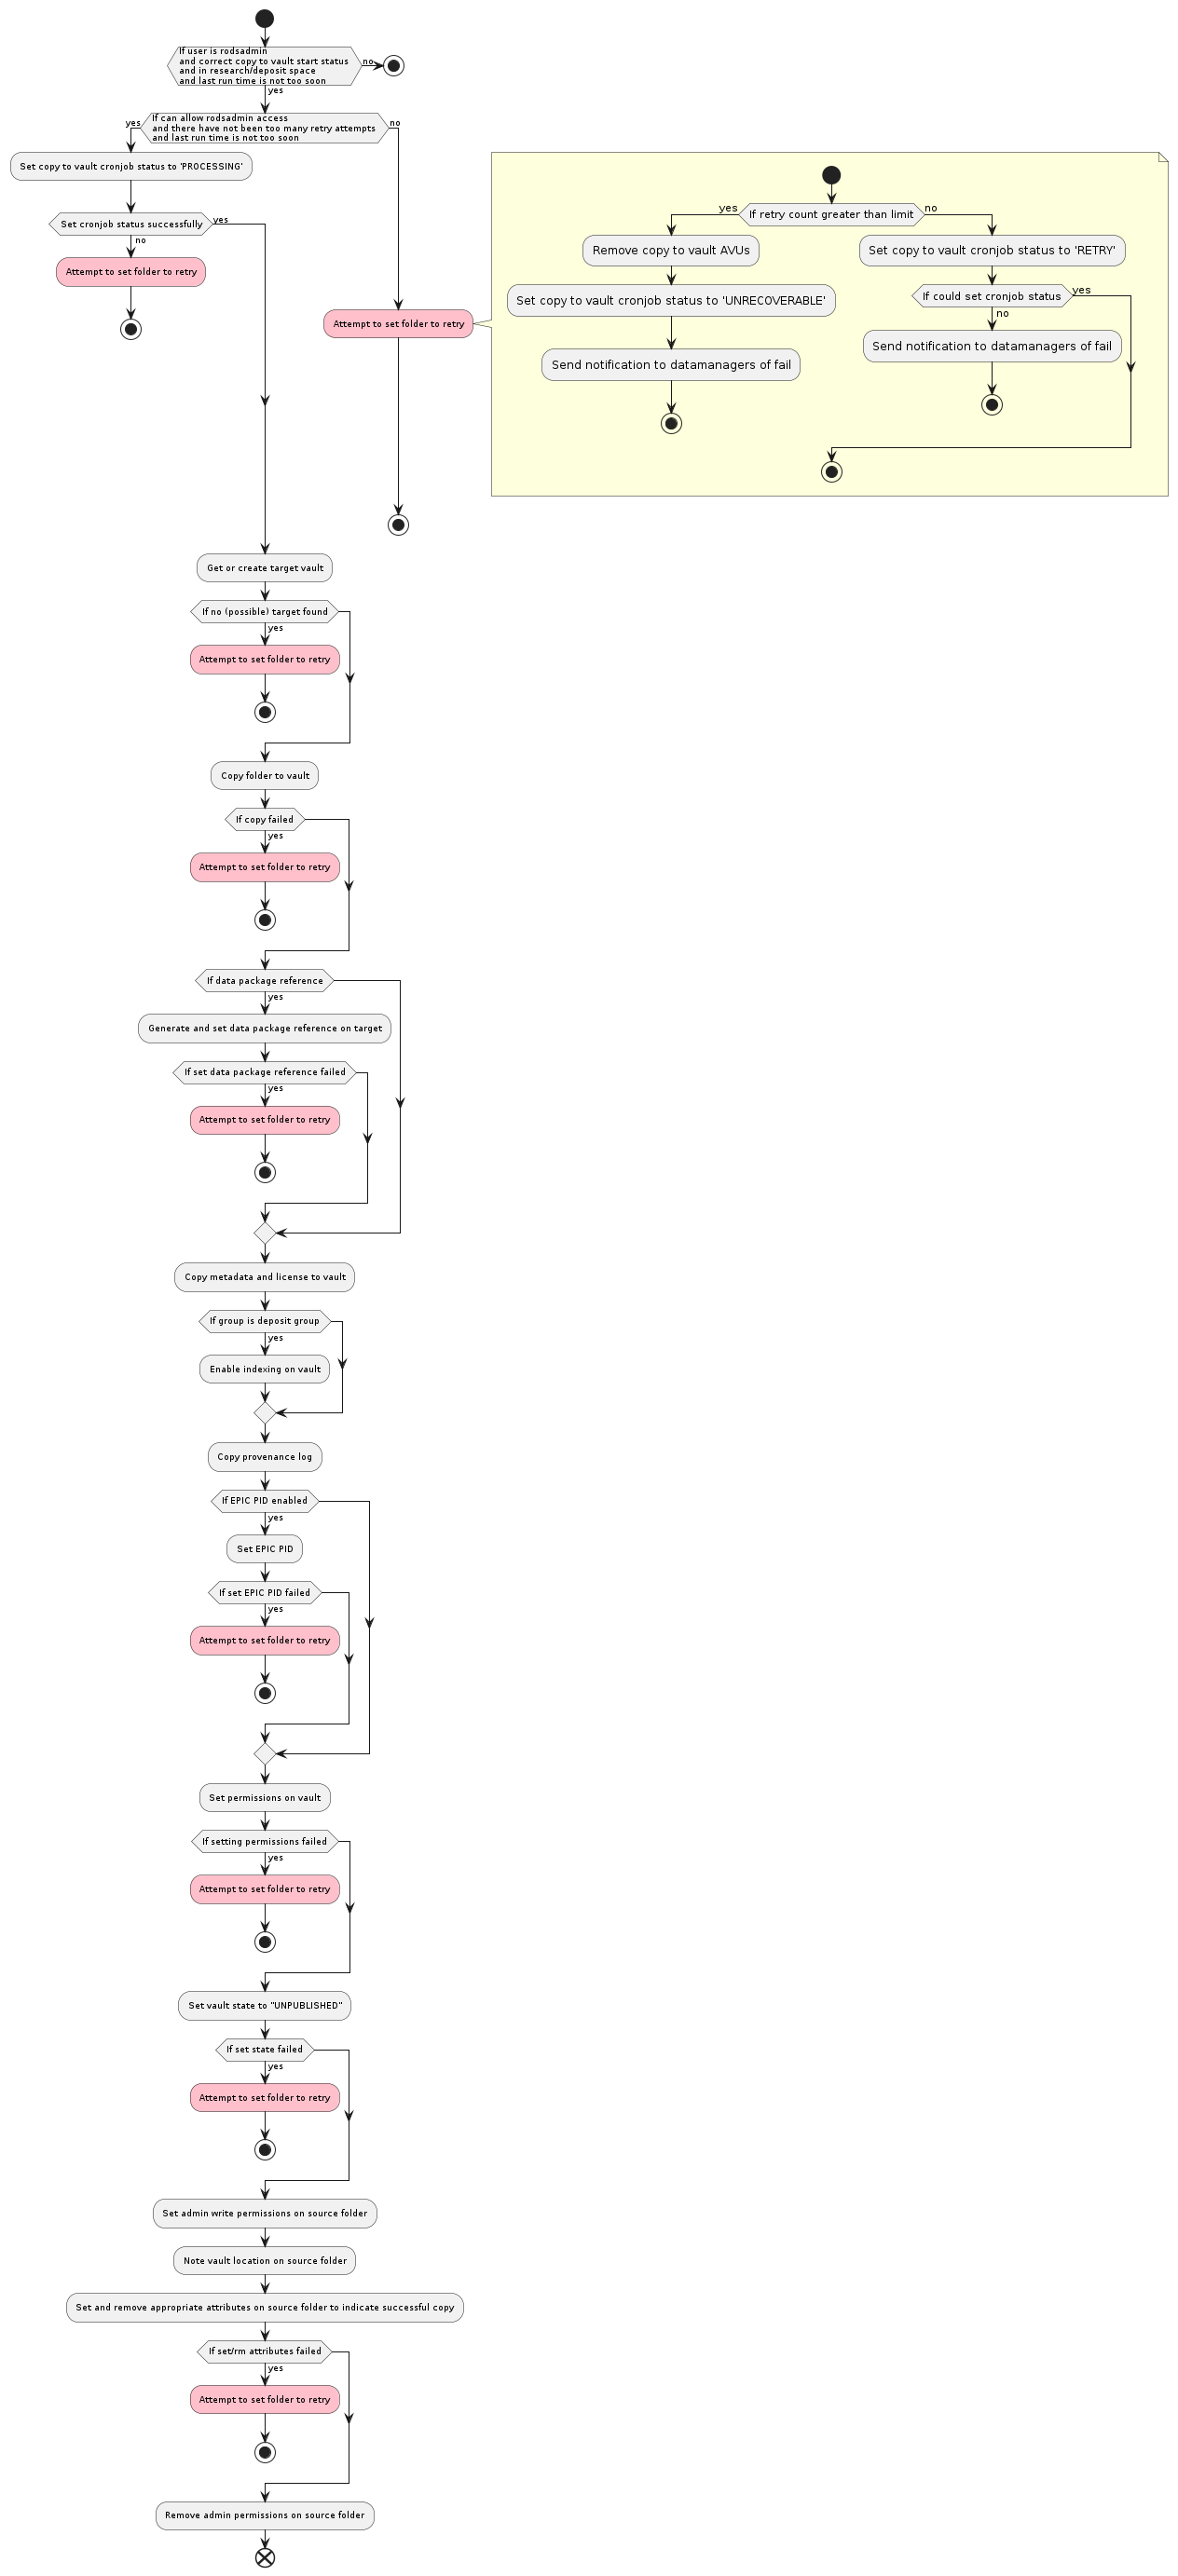 If user is rodsadmin
and correct copy to vault start status
and in research/deposit space
and last run time is not too soon
no
yes
If can allow rodsadmin access
and there have not been too many retry attempts
and last run time is not too soon
yes
no
Set copy to vault cronjob status to 'PROCESSING'
Set cronjob status successfully
yes
no
Attempt to set folder to retry
Attempt to set folder to retry
If retry count greater than limit
yes
no
Remove copy to vault AVUs
Set copy to vault cronjob status to 'UNRECOVERABLE'
Send notification to datamanagers of fail
Set copy to vault cronjob status to 'RETRY'
If could set cronjob status
yes
no
Send notification to datamanagers of fail
Get or create target vault
If no (possible) target found
yes
Attempt to set folder to retry
Copy folder to vault
If copy failed
yes
Attempt to set folder to retry
If data package reference
yes
Generate and set data package reference on target
If set data package reference failed
yes
Attempt to set folder to retry
Copy metadata and license to vault
If group is deposit group
yes
Enable indexing on vault
Copy provenance log
If EPIC PID enabled
yes
Set EPIC PID
If set EPIC PID failed
yes
Attempt to set folder to retry
Set permissions on vault
If setting permissions failed
yes
Attempt to set folder to retry
Set vault state to "UNPUBLISHED"
If set state failed
yes
Attempt to set folder to retry
Set admin write permissions on source folder
Note vault location on source folder
Set and remove appropriate attributes on source folder to indicate successful copy
If set/rm attributes failed
yes
Attempt to set folder to retry
Remove admin permissions on source folder